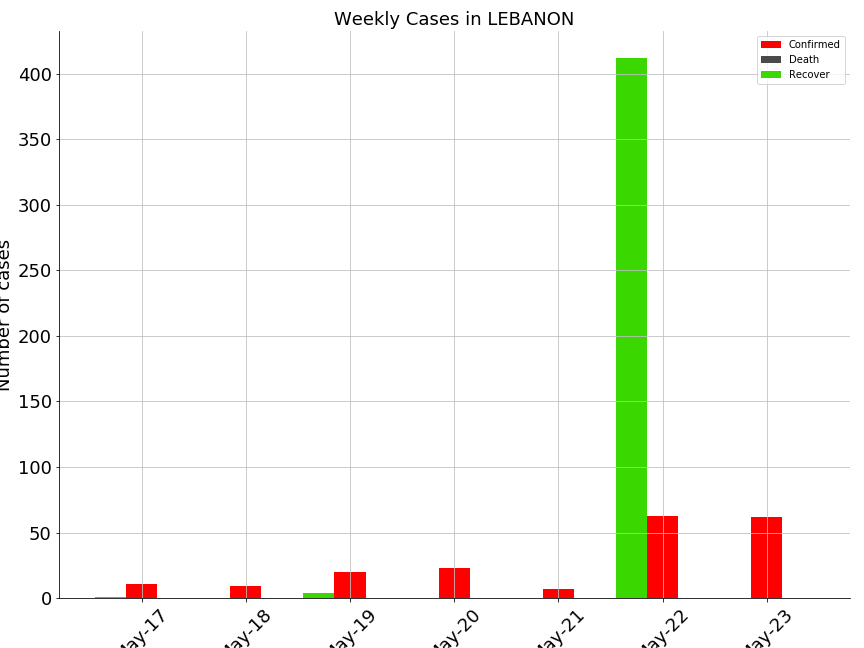 Weekly Cases in LEBANON
Confirmed
Death
Recover
Number of cases
400
350
300
250
200
150
100
50
0
May-17
May-18
May-19
May-20
May-21
May-22
May-23